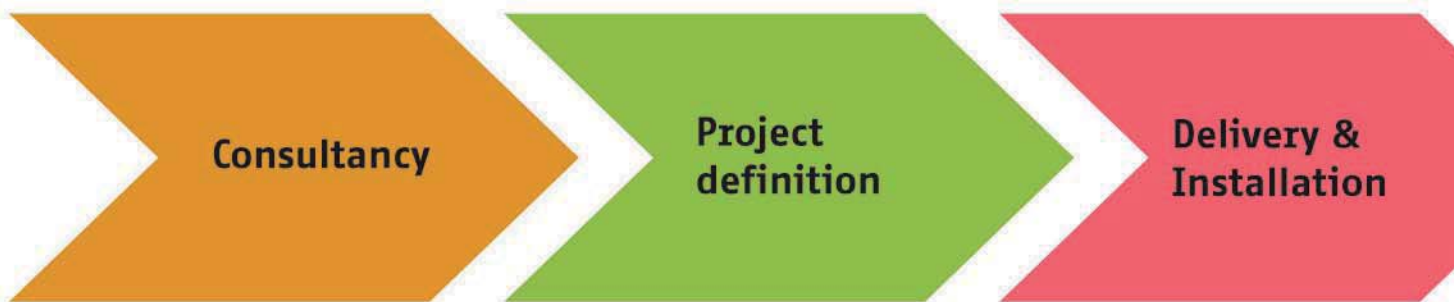 Consultancy
Project
definition
Delivery &
Installation